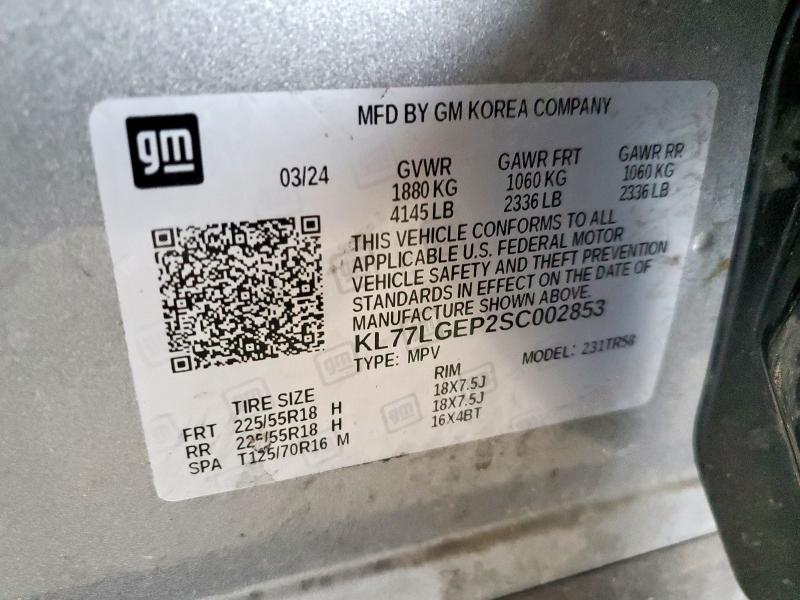 gm
MFD BY GM KOREA COMPANY
03/24
GVWR GAWR FRT GAWR RR
1880 KG 1060 KG 1060 KG
4145 LB 2336 LB 2336 LB
THIS VEHICLE CONFORMS TO ALL
APPLICABLE U.S. FEDERAL MOTOR
VEHICLE SAFETY AND THEFT PREVENTION
STANDARDS IN EFFECT ON THE DATE OF
MANUFACTURE SHOWN ABOVE.
KL77LGEP2SC002853
TYPE: MPV MODEL: 231TR58
TIRE SIZE RIM
FRT 225/55R18 H 18X7.5J
RR 225/55R18 H 18X7.5J
SPA T125/70R16 M 16X4BT